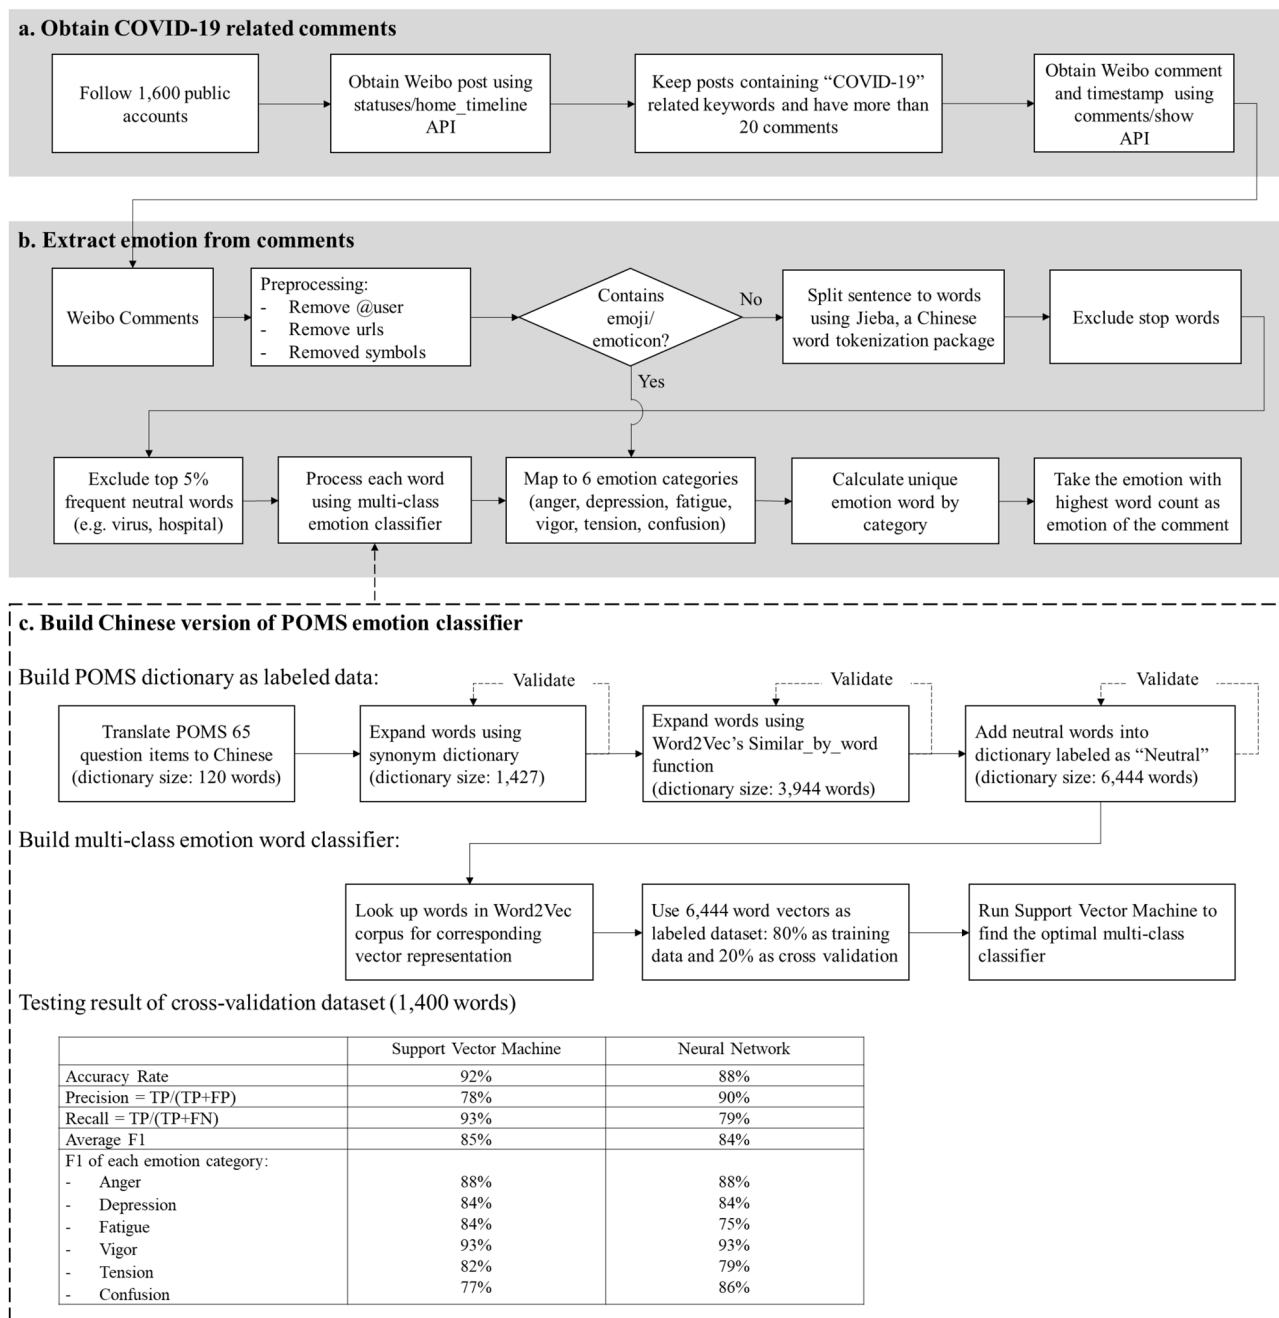 a. Obtain COVID-19 related comments
Follow 1,600 public
accounts
Obtain Weibo post using
statuses/home_timeline
API
Keep posts containing “COVID-19”
related keywords and have more than
20 comments
Obtain Weibo comment
and timestamp using
comments/show
API
b. Extract emotion from comments
Weibo Comments
Preprocessing:
- Remove @user
- Remove urls
- Removed symbols
Contains
emoji/
emoticon?
No
Yes
Split sentence to words
using Jieba, a Chinese
word tokenization package
Exclude stop words
Exclude top 5%
frequent neutral words
(e.g. virus, hospital)
Process each word
using multi-class
emotion classifier
Map to 6 emotion categories
(anger, depression, fatigue,
vigor, tension, confusion)
Calculate unique
emotion word by
category
Take the emotion with
highest word count as
emotion of the comment
c. Build Chinese version of POMS emotion classifier
Build POMS dictionary as labeled data:
Validate
Validate
Validate
Translate POMS 65
question items to Chinese
(dictionary size: 120 words)
Expand words using
synonym dictionary
(dictionary size: 1,427)
Expand words using
Word2Vec’s Similar_by_word
function
(dictionary size: 3,944 words)
Add neutral words into
dictionary labeled as “Neutral”
(dictionary size: 6,444 words)
Build multi-class emotion word classifier:
Look up words in Word2Vec
corpus for corresponding
vector representation
Use 6,444 word vectors as
labeled dataset: 80% as training
data and 20% as cross validation
Run Support Vector Machine to
find the optimal multi-class
classifier
Testing result of cross-validation dataset (1,400 words)
Support Vector Machine Neural Network
Accuracy Rate 92% 88%
Precision = TP/(TP+FP) 78% 90%
Recall = TP/(TP+FN) 93% 79%
Average F1 85% 84%
F1 of each emotion category:
- Anger 88% 88%
- Depression 84% 84%
- Fatigue 84% 75%
- Vigor 93% 93%
- Tension 82% 79%
- Confusion 77% 86%